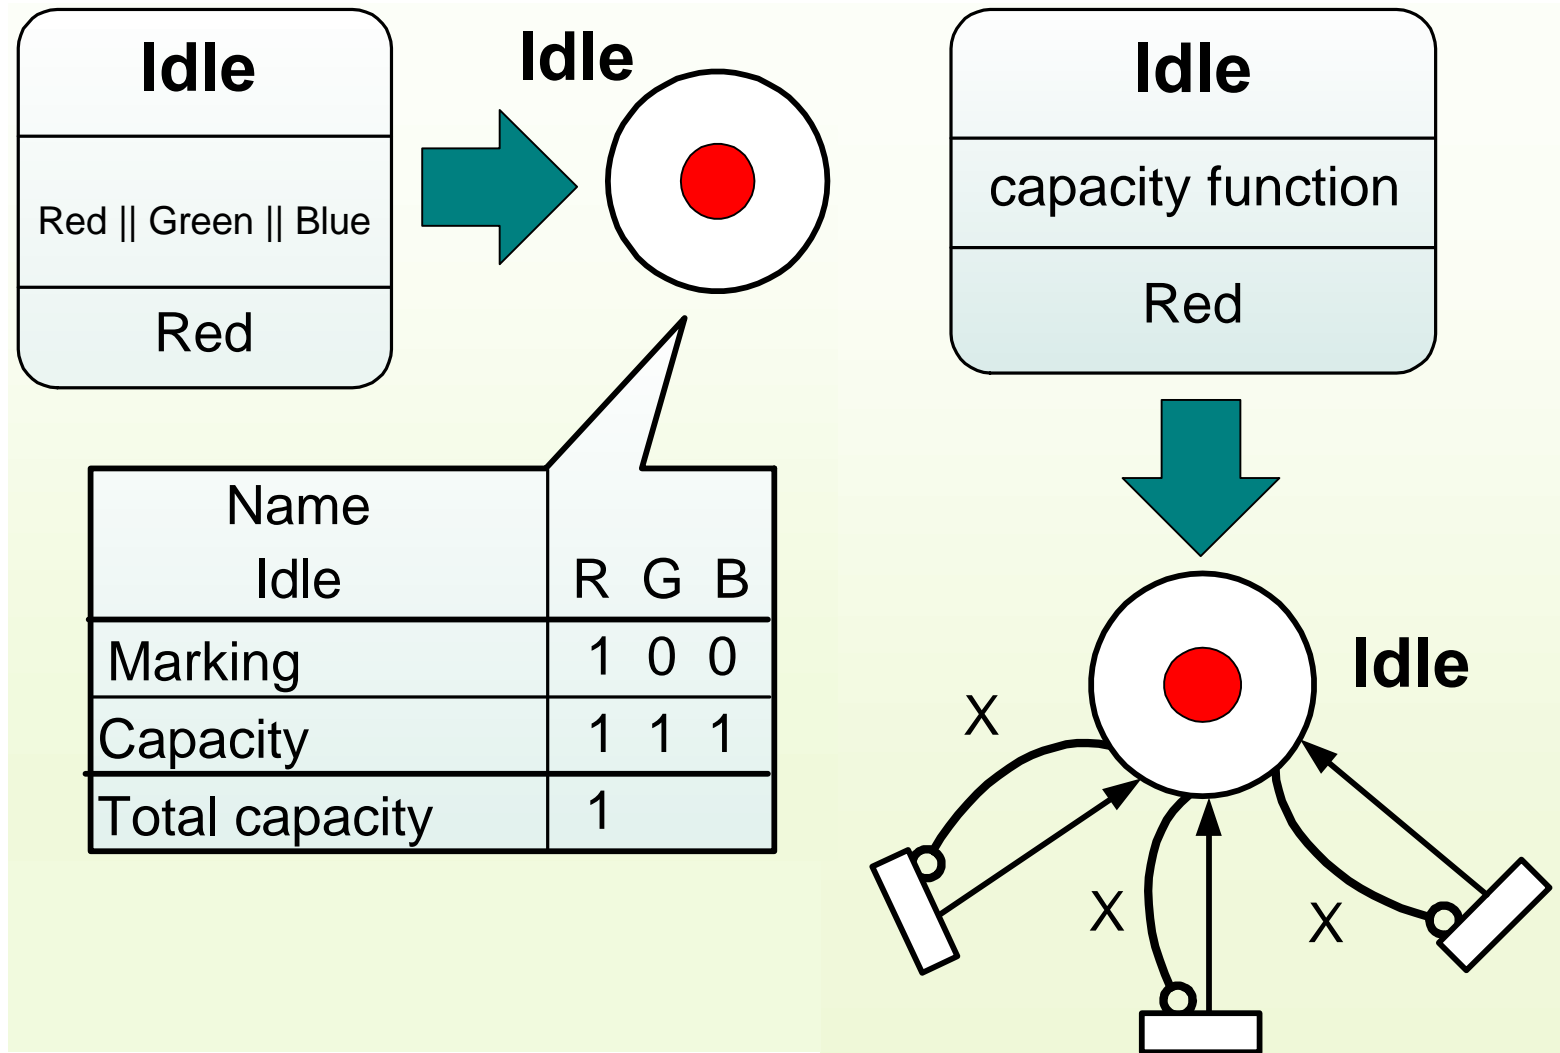 Idle
Red || Green || Blue
Red
Idle
Name
Idle R G B
Marking 1 0 0
Capacity 1 1 1
Total capacity 1
Idle
capacity function
Red
Idle
X
X
X